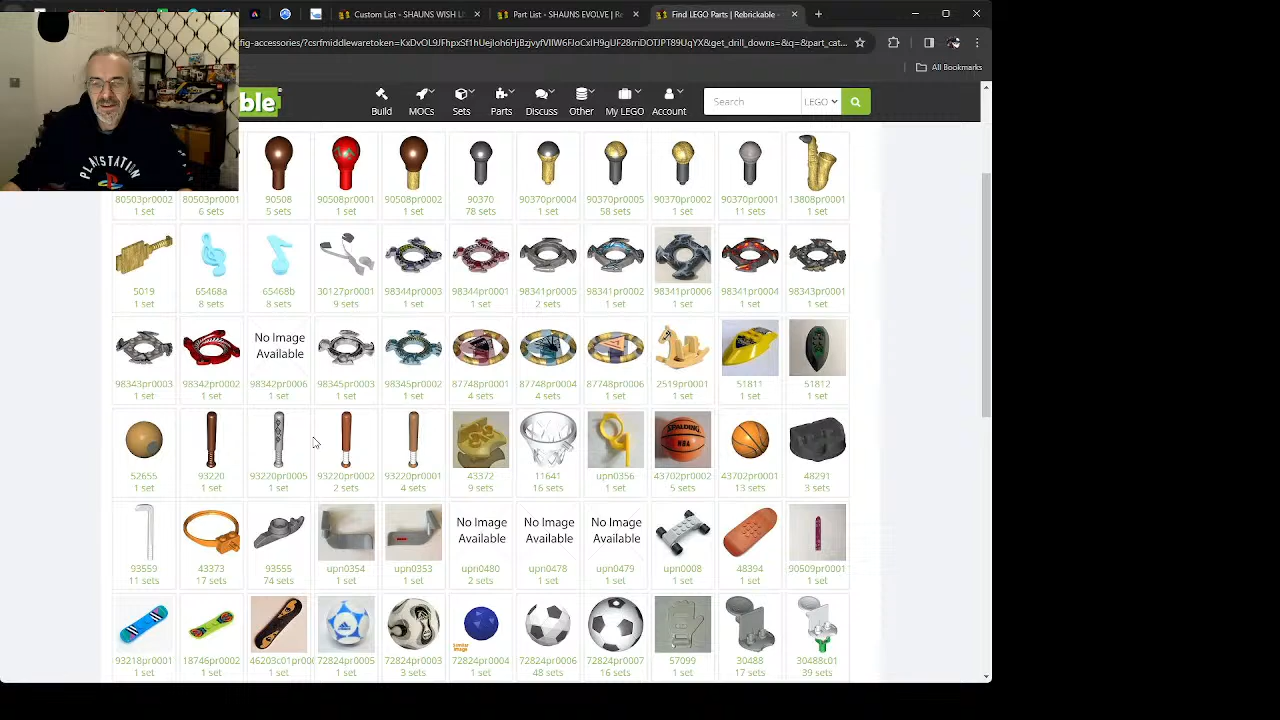 Custom List - SHAUNS WISH L
Part List - SHAUNS EVOLVE | Re
Find LEGO Parts | Rebrickable -
All Bookmarks
ble
Build MOCs Sets Parts Discuss Other My LEGO Account
Search LEGO
PLAYSTATION
80503pr0002 80503pr0001 90508 90508pr0001 90508pr0002 90370 90370pr0004 90370pr0005 90370pr0002 90370pr0001 13808pr0001
1 set 6 sets 5 sets 1 set 1 set 78 sets 1 set 58 sets 1 set 11 sets 1 set
5019 65468a 65468b 30127pr0001 98344pr0003 98344pr0001 98341pr0005 98341pr0002 98341pr0006 98341pr0004 98343pr0001
1 set 8 sets 8 sets 9 sets 1 set 1 set 2 sets 1 set 1 set 1 set 1 set
No Image
Available
98343pr0003 98342pr0002 98342pr0006 98345pr0003 98345pr0002 87748pr0001 87748pr0004 87748pr0006 2519pr0001 51811 51812
1 set 1 set 1 set 1 set 1 set 4 sets 4 sets 1 set 1 set 1 set 1 set
SPALDING
NBA
52655 93220 93220pr0005 93220pr0002 93220pr0001 43372 11641 upn0356 43702pr0002 43702pr0001 48291
1 set 1 set 1 set 2 sets 4 sets 9 sets 16 sets 1 set 5 sets 13 sets 3 sets
No Image No Image No Image
Available Available Available
93559 43373 93555 upn0354 upn0353 upn0480 upn0478 upn0479 upn0008 48394 90509pr0001
11 sets 17 sets 74 sets 1 set 1 set 2 sets 1 set 1 set 1 set 1 set 1 set
adidas
93218pr0001 18746pr0002 46203c01pr000 72824pr0005 72824pr0003 72824pr0004 72824pr0006 72824pr0007 57099 30488 30488c01
1 set 1 set 1 set 1 set 3 sets 1 set 48 sets 16 sets 1 set 17 sets 39 sets